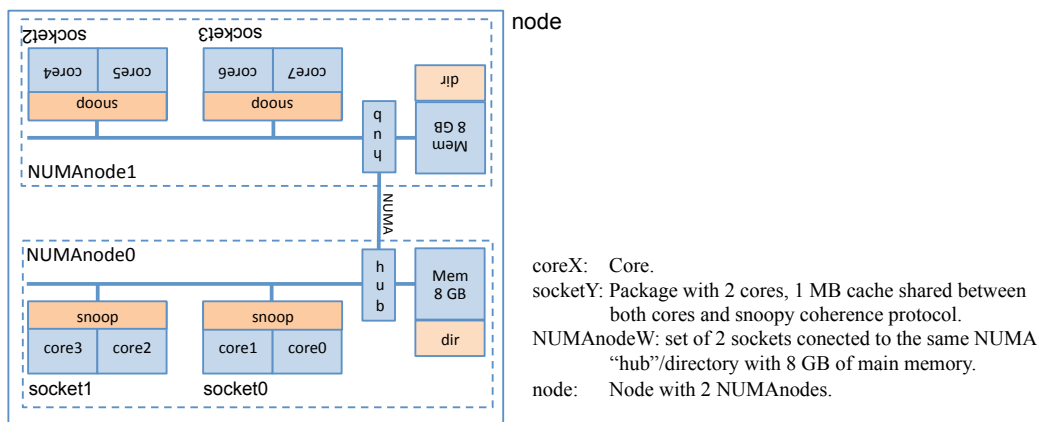 node
socket2
socket3
core4
core5
core6
core7
snoop
snoop
dir
Mem
8 GB
hub
NUMAnode1
NUMA
NUMAnode0
hub
Mem
8 GB
snoop
snoop
dir
core3
core2
core1
core0
socket1
socket0
coreX: Core.
socketY: Package with 2 cores, 1 MB cache shared between
both cores and snoopy coherence protocol.
NUMAnodeW: set of 2 sockets conected to the same NUMA
“hub”/directory with 8 GB of main memory.
node: Node with 2 NUMAnodes.